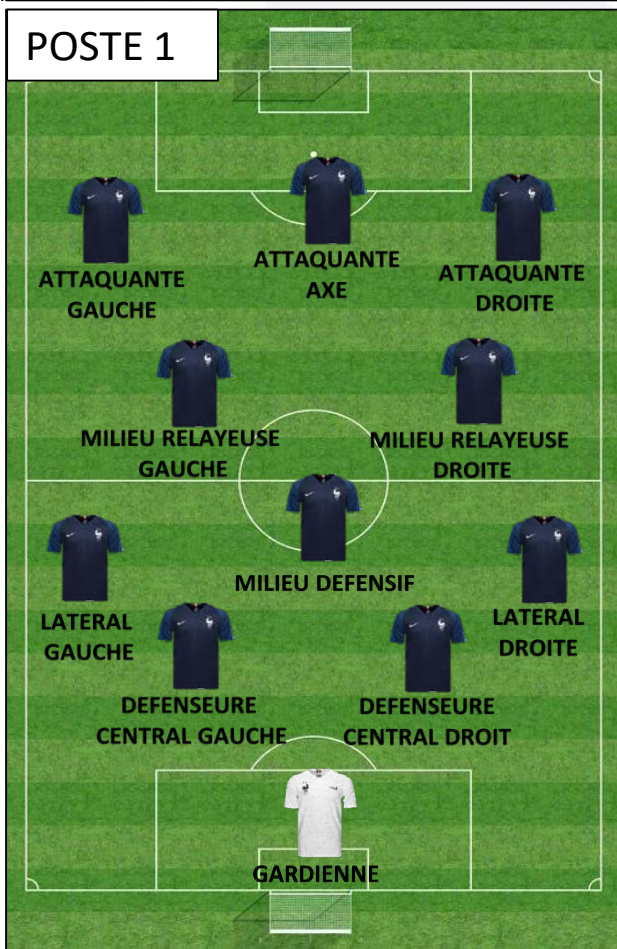 POSTE 1
ATTAQUANTE
GAUCHE
ATTAQUANTE
AXE
ATTAQUANTE
DROITE
MILIEU RELAYEUSE
GAUCHE
MILIEU RELAYEUSE
DROITE
MILIEU DEFENSIF
LATERAL
GAUCHE
LATERAL
DROITE
DEFENSEURE
CENTRAL GAUCHE
DEFENSEURE
CENTRAL DROIT
GARDIENNE